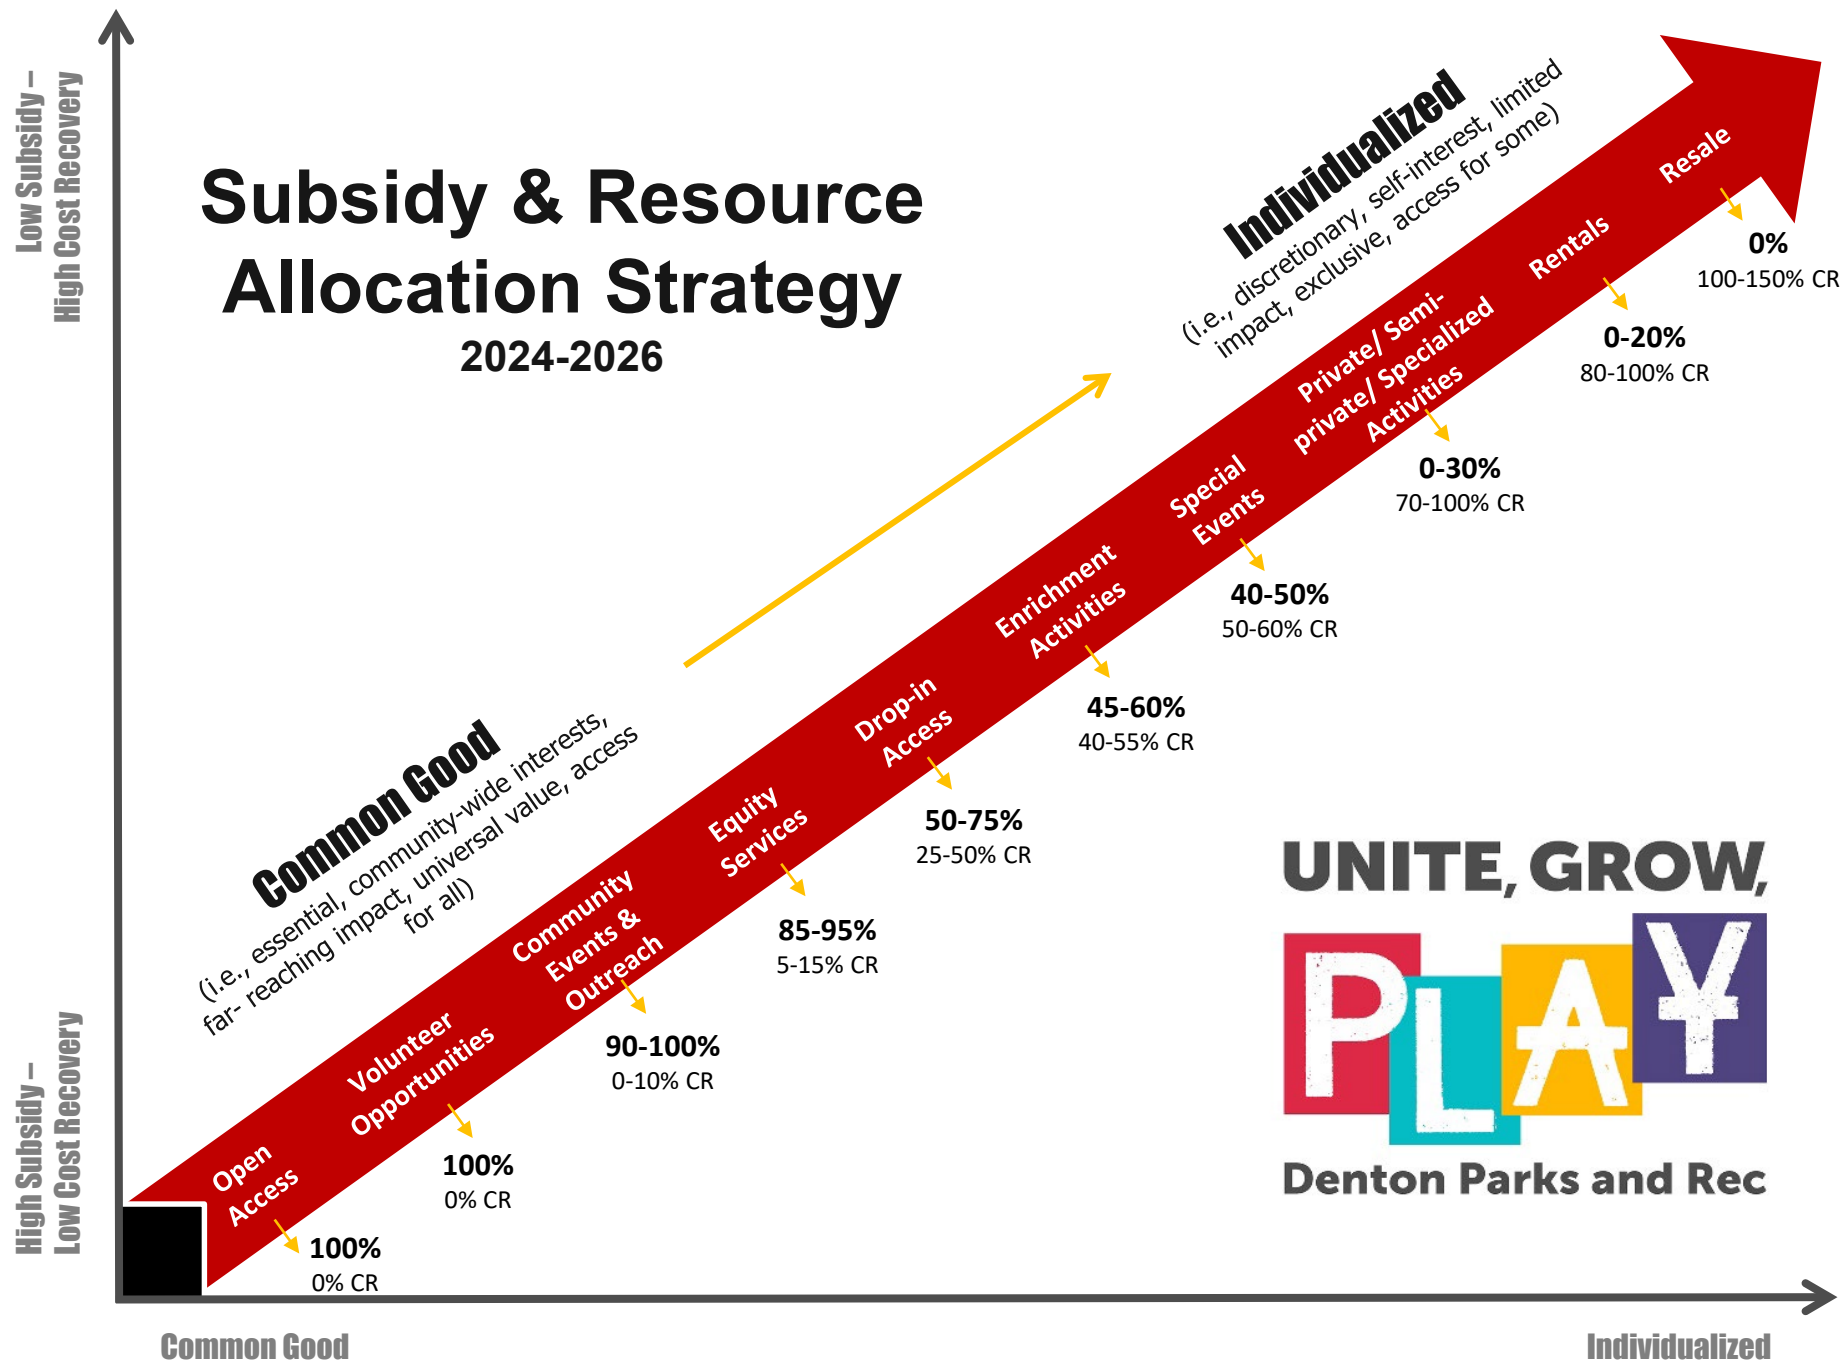 Subsidy & Resource
Allocation Strategy
2024-2026
Low Subsidy –
High Cost Recovery
High Subsidy –
Low Cost Recovery
Common Good
Individualized
Individualized
(i.e., discretionary, self-interest, limited
impact, exclusive, access for some)
Common Good
(i.e., essential, community-wide interests,
far- reaching impact, universal value, access
for all)
Open
Access
100%
0% CR
Volunteer
Opportunities
100%
0% CR
Community
Events &
Outreach
90-100%
0-10% CR
Equity
Services
85-95%
5-15% CR
Drop-in
Access
50-75%
25-50% CR
Enrichment
Activities
45-60%
40-55% CR
Special
Events
40-50%
50-60% CR
Private/ Semi-
private/ Specialized
Activities
0-30%
70-100% CR
Rentals
0-20%
80-100% CR
Resale
0%
100-150% CR
UNITE, GROW,
PLAY
Denton Parks and Rec